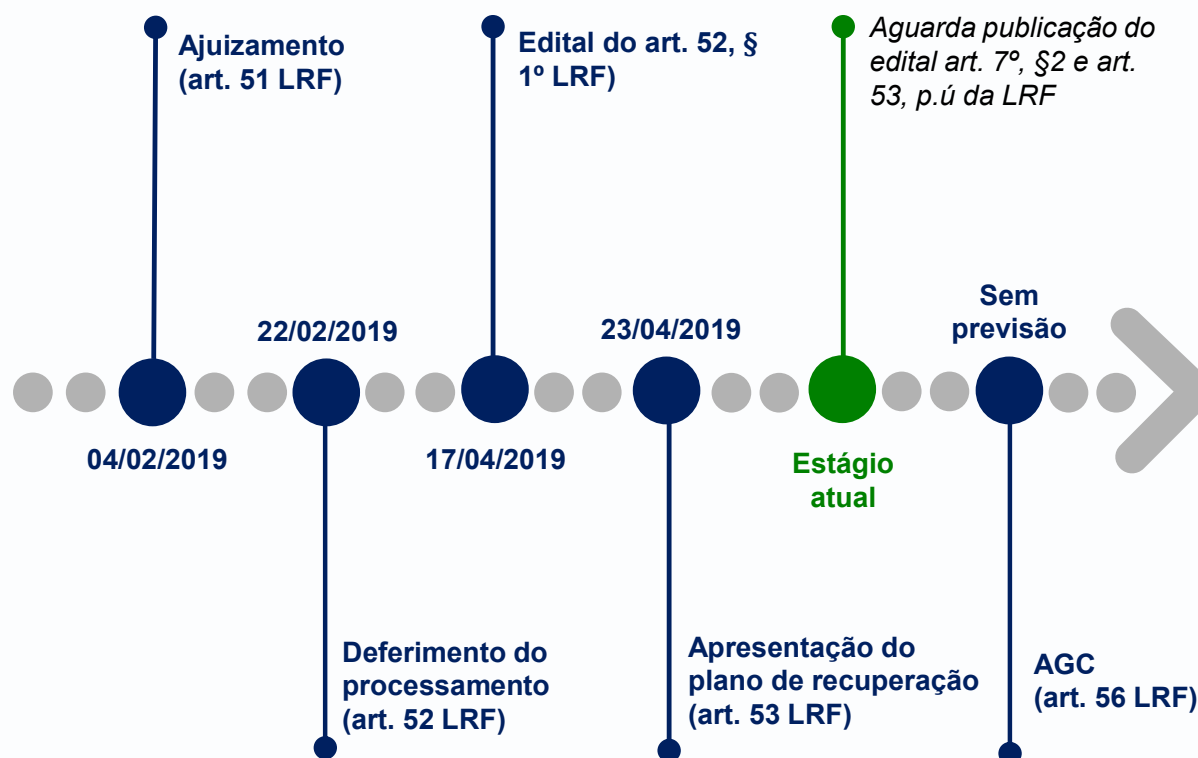 Ajuizamento
(art. 51 LRF)
Edital do art. 52, §
1º LRF)
Aguarda publicação do
edital art. 7º, §2 e art.
53, p.ú da LRF
22/02/2019
23/04/2019
Sem
previsão
04/02/2019
17/04/2019
Estágio
atual
Deferimento do
processamento
(art. 52 LRF)
Apresentação do
plano de recuperação
(art. 53 LRF)
AGC
(art. 56 LRF)